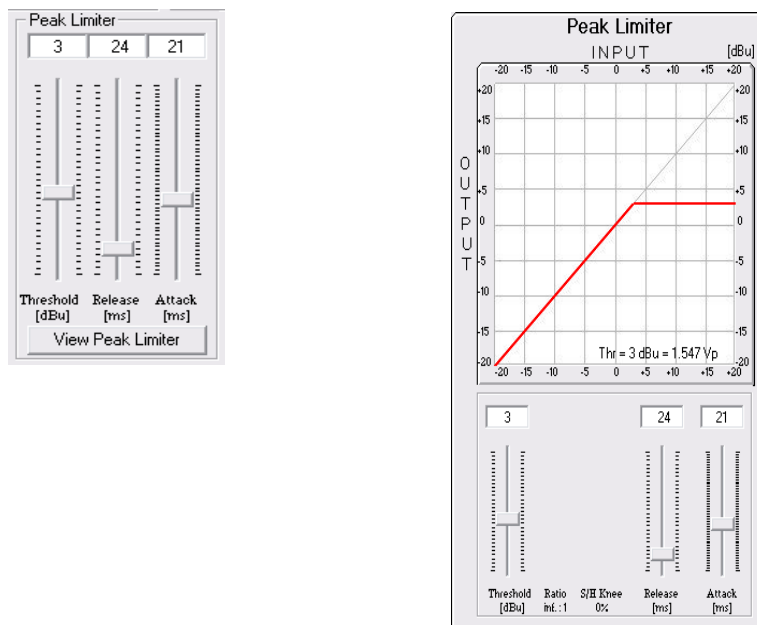 Peak Limiter
3 24 21
Threshold Release Attack
[dBu] [ms] [ms]
View Peak Limiter
Peak Limiter
INPUT [dBu]
-20 -15 -10 -5 0 +5 +10 +15 +20
+20 +20
+15 +15
+10 +10
+5 +5
0 0
-5 -5
-10 -10
-15 -15
-20 -20
OUTPUT
Thr = 3 dBu = 1.547 Vp
-20 -15 -10 -5 0 +5 +10 +15 +20
3 24 21
Threshold Ratio S/H Knee Release Attack
[dBu] inf. : 1 0% [ms] [ms]